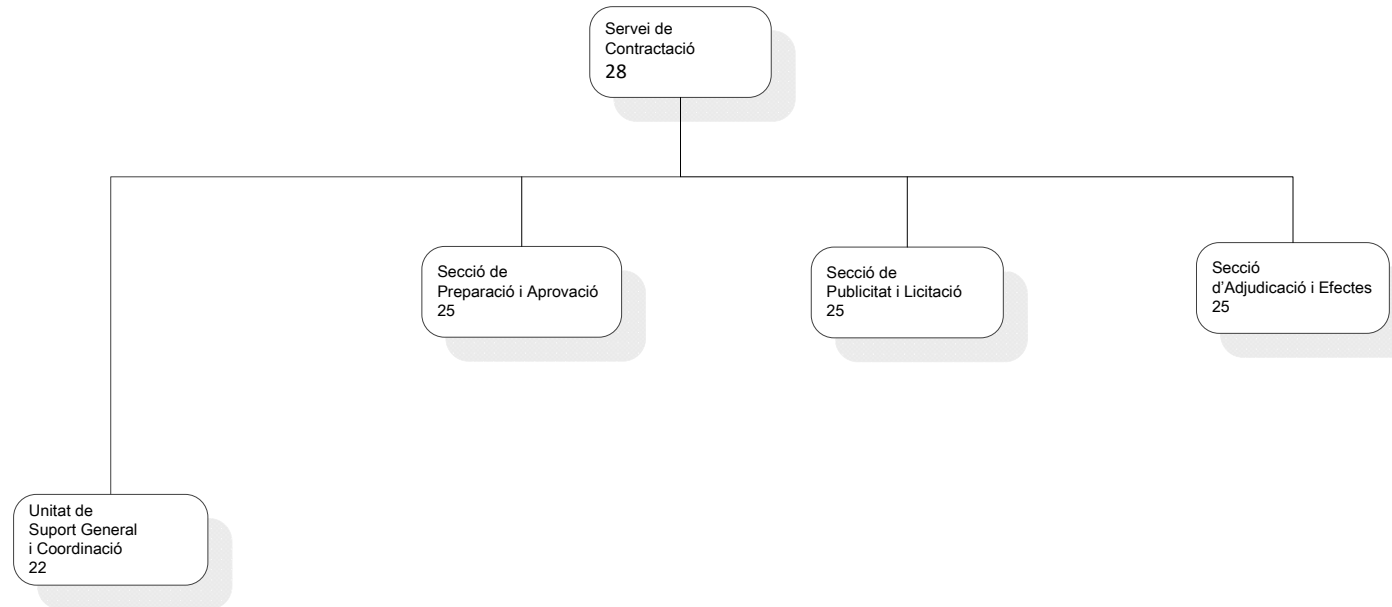 Servei de
Contractació
28
Secció de
Preparació i Aprovació
25
Secció de
Publicitat i Licitació
25
Secció
d'Adjudicació i Efectes
25
Unitat de
Suport General
i Coordinació
22